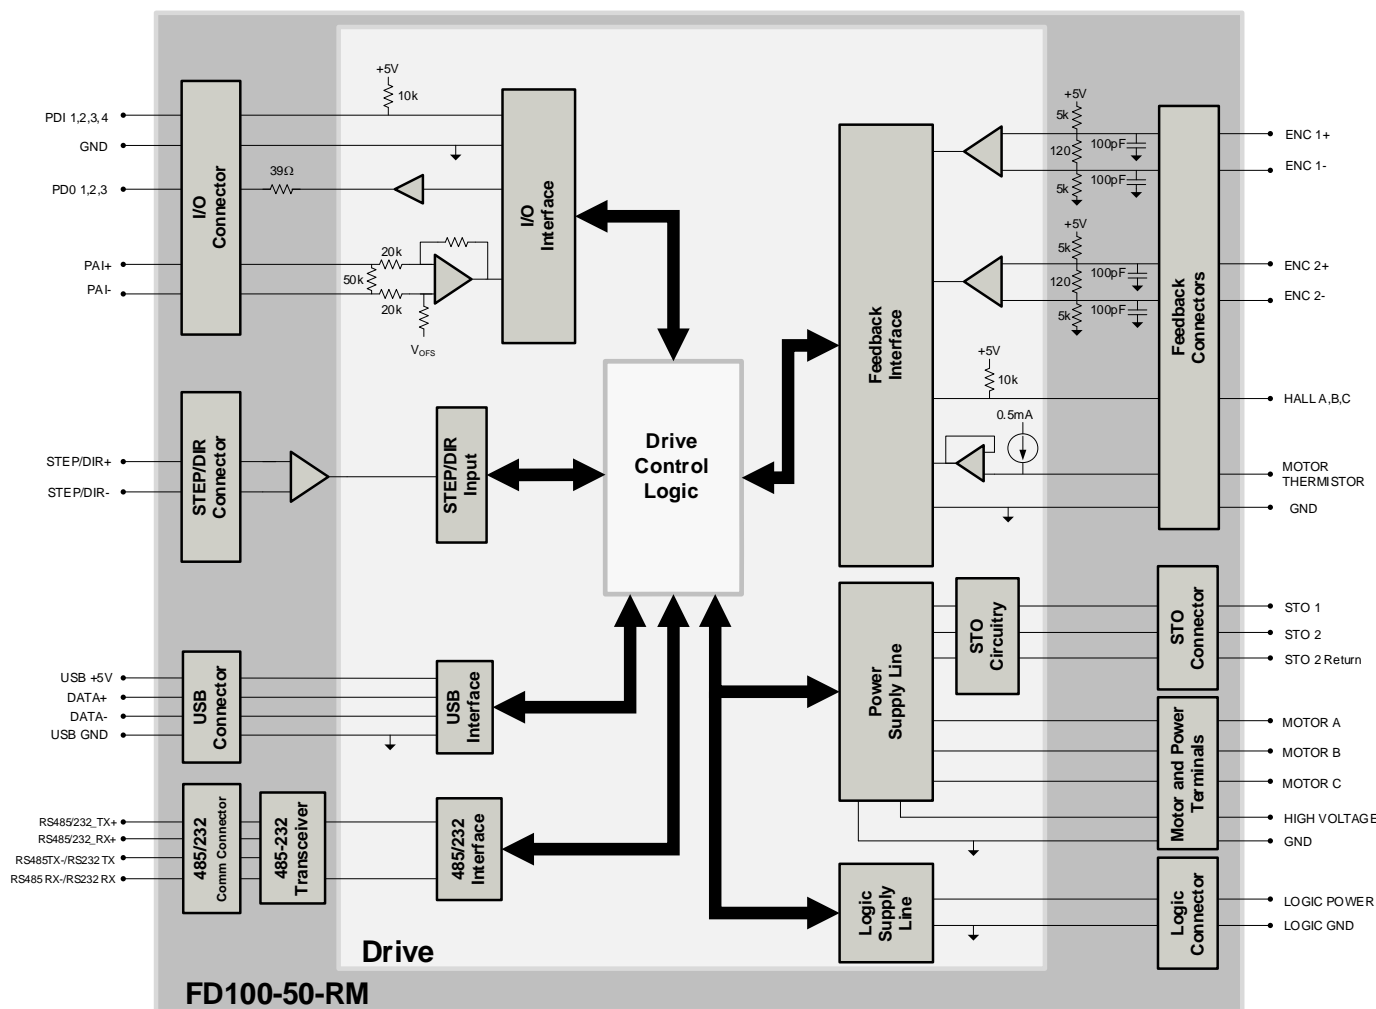 +5V
10k
PDI 1,2,3,4
GND
39Ω
PD0 1,2,3
I/O
Connector
PAI+
PAI-
20k
50k
20k
V_OFS
I/O
Interface
STEP/DIR+
STEP/DIR-
STEP/DIR
Connector
STEP/DIR
Input
USB +5V
DATA+
DATA-
USB GND
USB
Connector
USB
Interface
RS485/232_TX+
RS485/232_RX+
RS485TX-/RS232 TX
RS485 RX-/RS232 RX
485/232
Comm Connector
485-232
Transceiver
485/232
Interface
Drive
Control
Logic
Feedback
Interface
+5V
5k
120
5k
100pF
100pF
+5V
5k
120
5k
100pF
100pF
+5V
10k
0.5mA
Feedback
Connectors
ENC 1+
ENC 1-
ENC 2+
ENC 2-
HALL A,B,C
MOTOR
THERMISTOR
GND
Power
Supply Line
STO
Circuitry
STO
Connector
STO 1
STO 2
STO 2 Return
Motor and Power
Terminals
MOTOR A
MOTOR B
MOTOR C
HIGH VOLTAGE
GND
Logic
Supply
Line
Logic
Connector
LOGIC POWER
LOGIC GND
Drive
FD100-50-RM